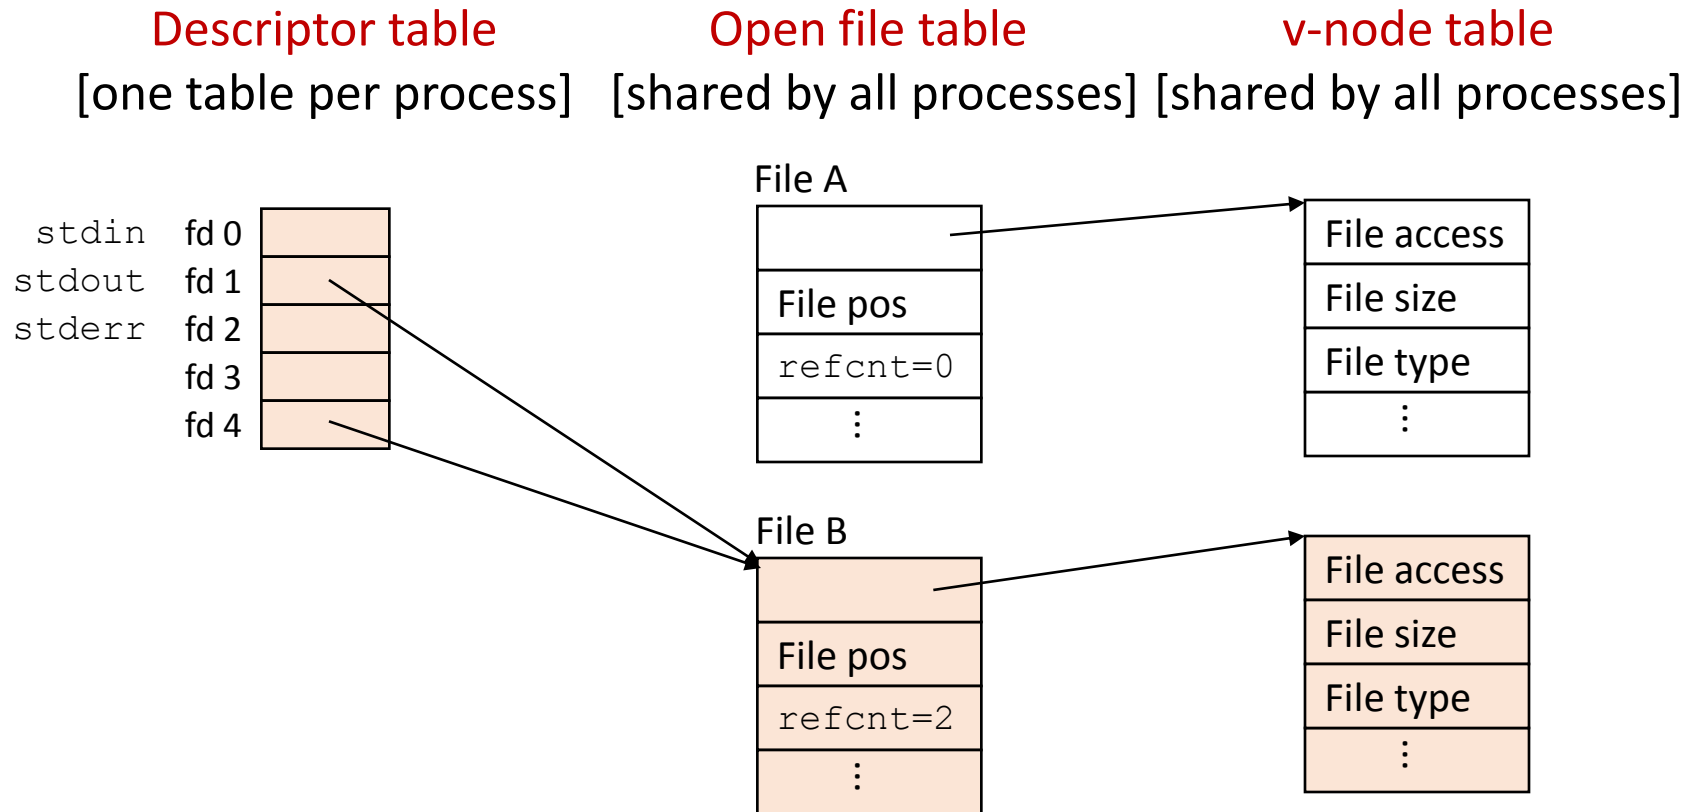 Descriptor table
[one table per process]
Open file table
[shared by all processes]
v-node table
[shared by all processes]
stdin fd 0
stdout fd 1
stderr fd 2
fd 3
fd 4
File A
File pos
refcnt=0
⋮
File access
File size
File type
⋮
File B
File pos
refcnt=2
⋮
File access
File size
File type
⋮